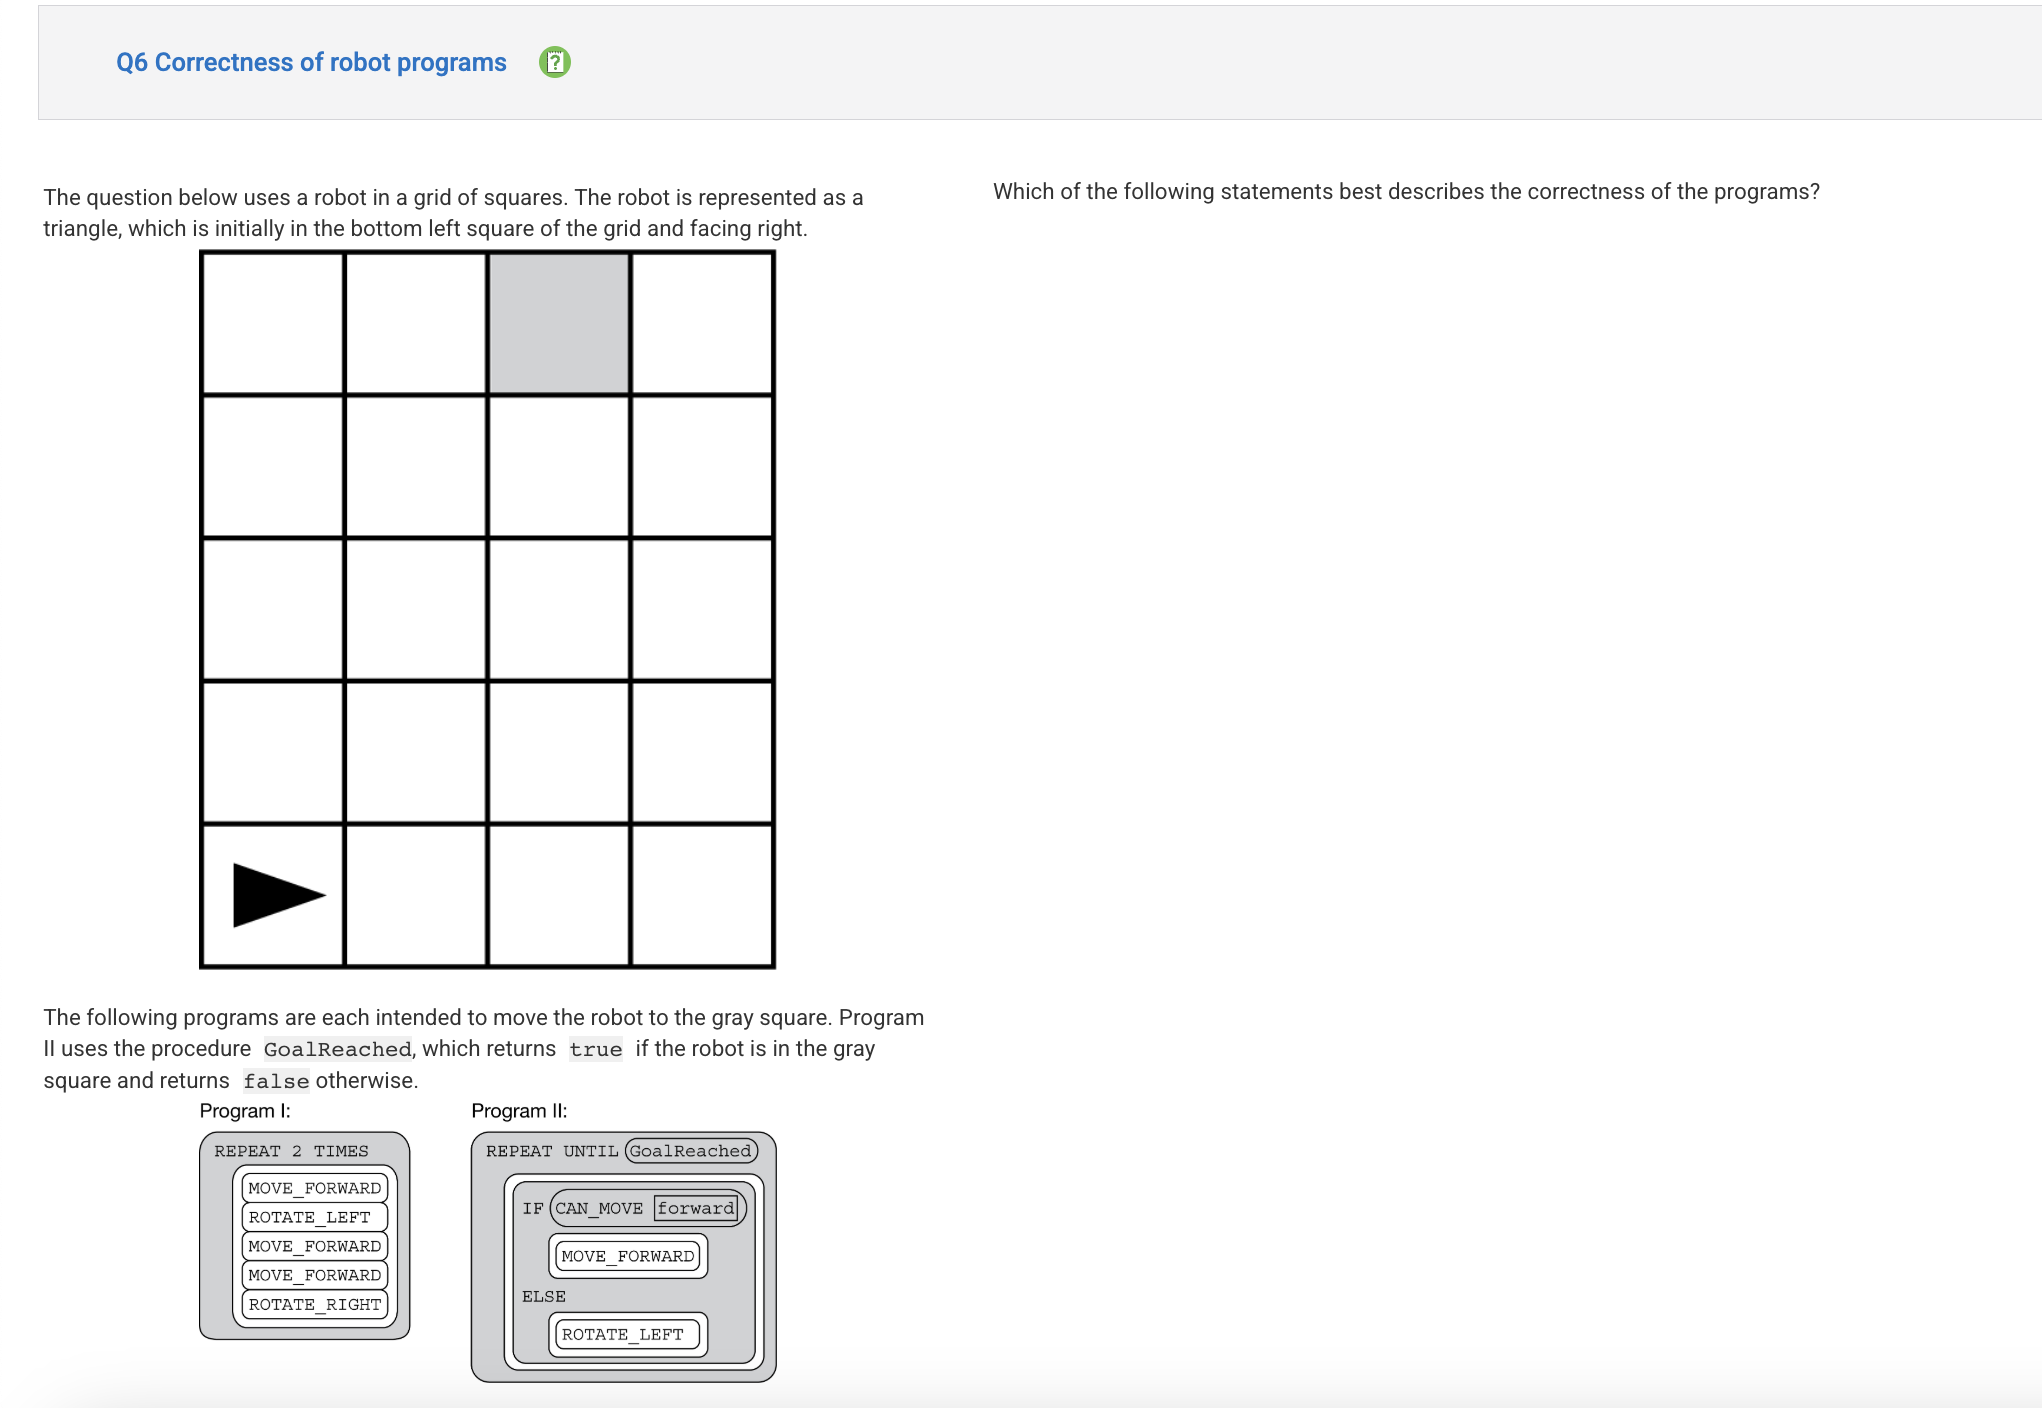 Q6 Correctness of robot programs
The question below uses a robot in a grid of squares. The robot is represented as a
triangle, which is initially in the bottom left square of the grid and facing right.
The following programs are each intended to move the robot to the gray square. Program
II uses the procedure GoalReached, which returns true if the robot is in the gray
square and returns false otherwise.
Program I:
REPEAT 2 TIMES
MOVE_FORWARD
ROTATE_LEFT
MOVE_FORWARD
MOVE_FORWARD
ROTATE_RIGHT
Program II:
REPEAT UNTIL GoalReached
IF CAN_MOVE forward
MOVE_FORWARD
ELSE
ROTATE_LEFT
Which of the following statements best describes the correctness of the programs?